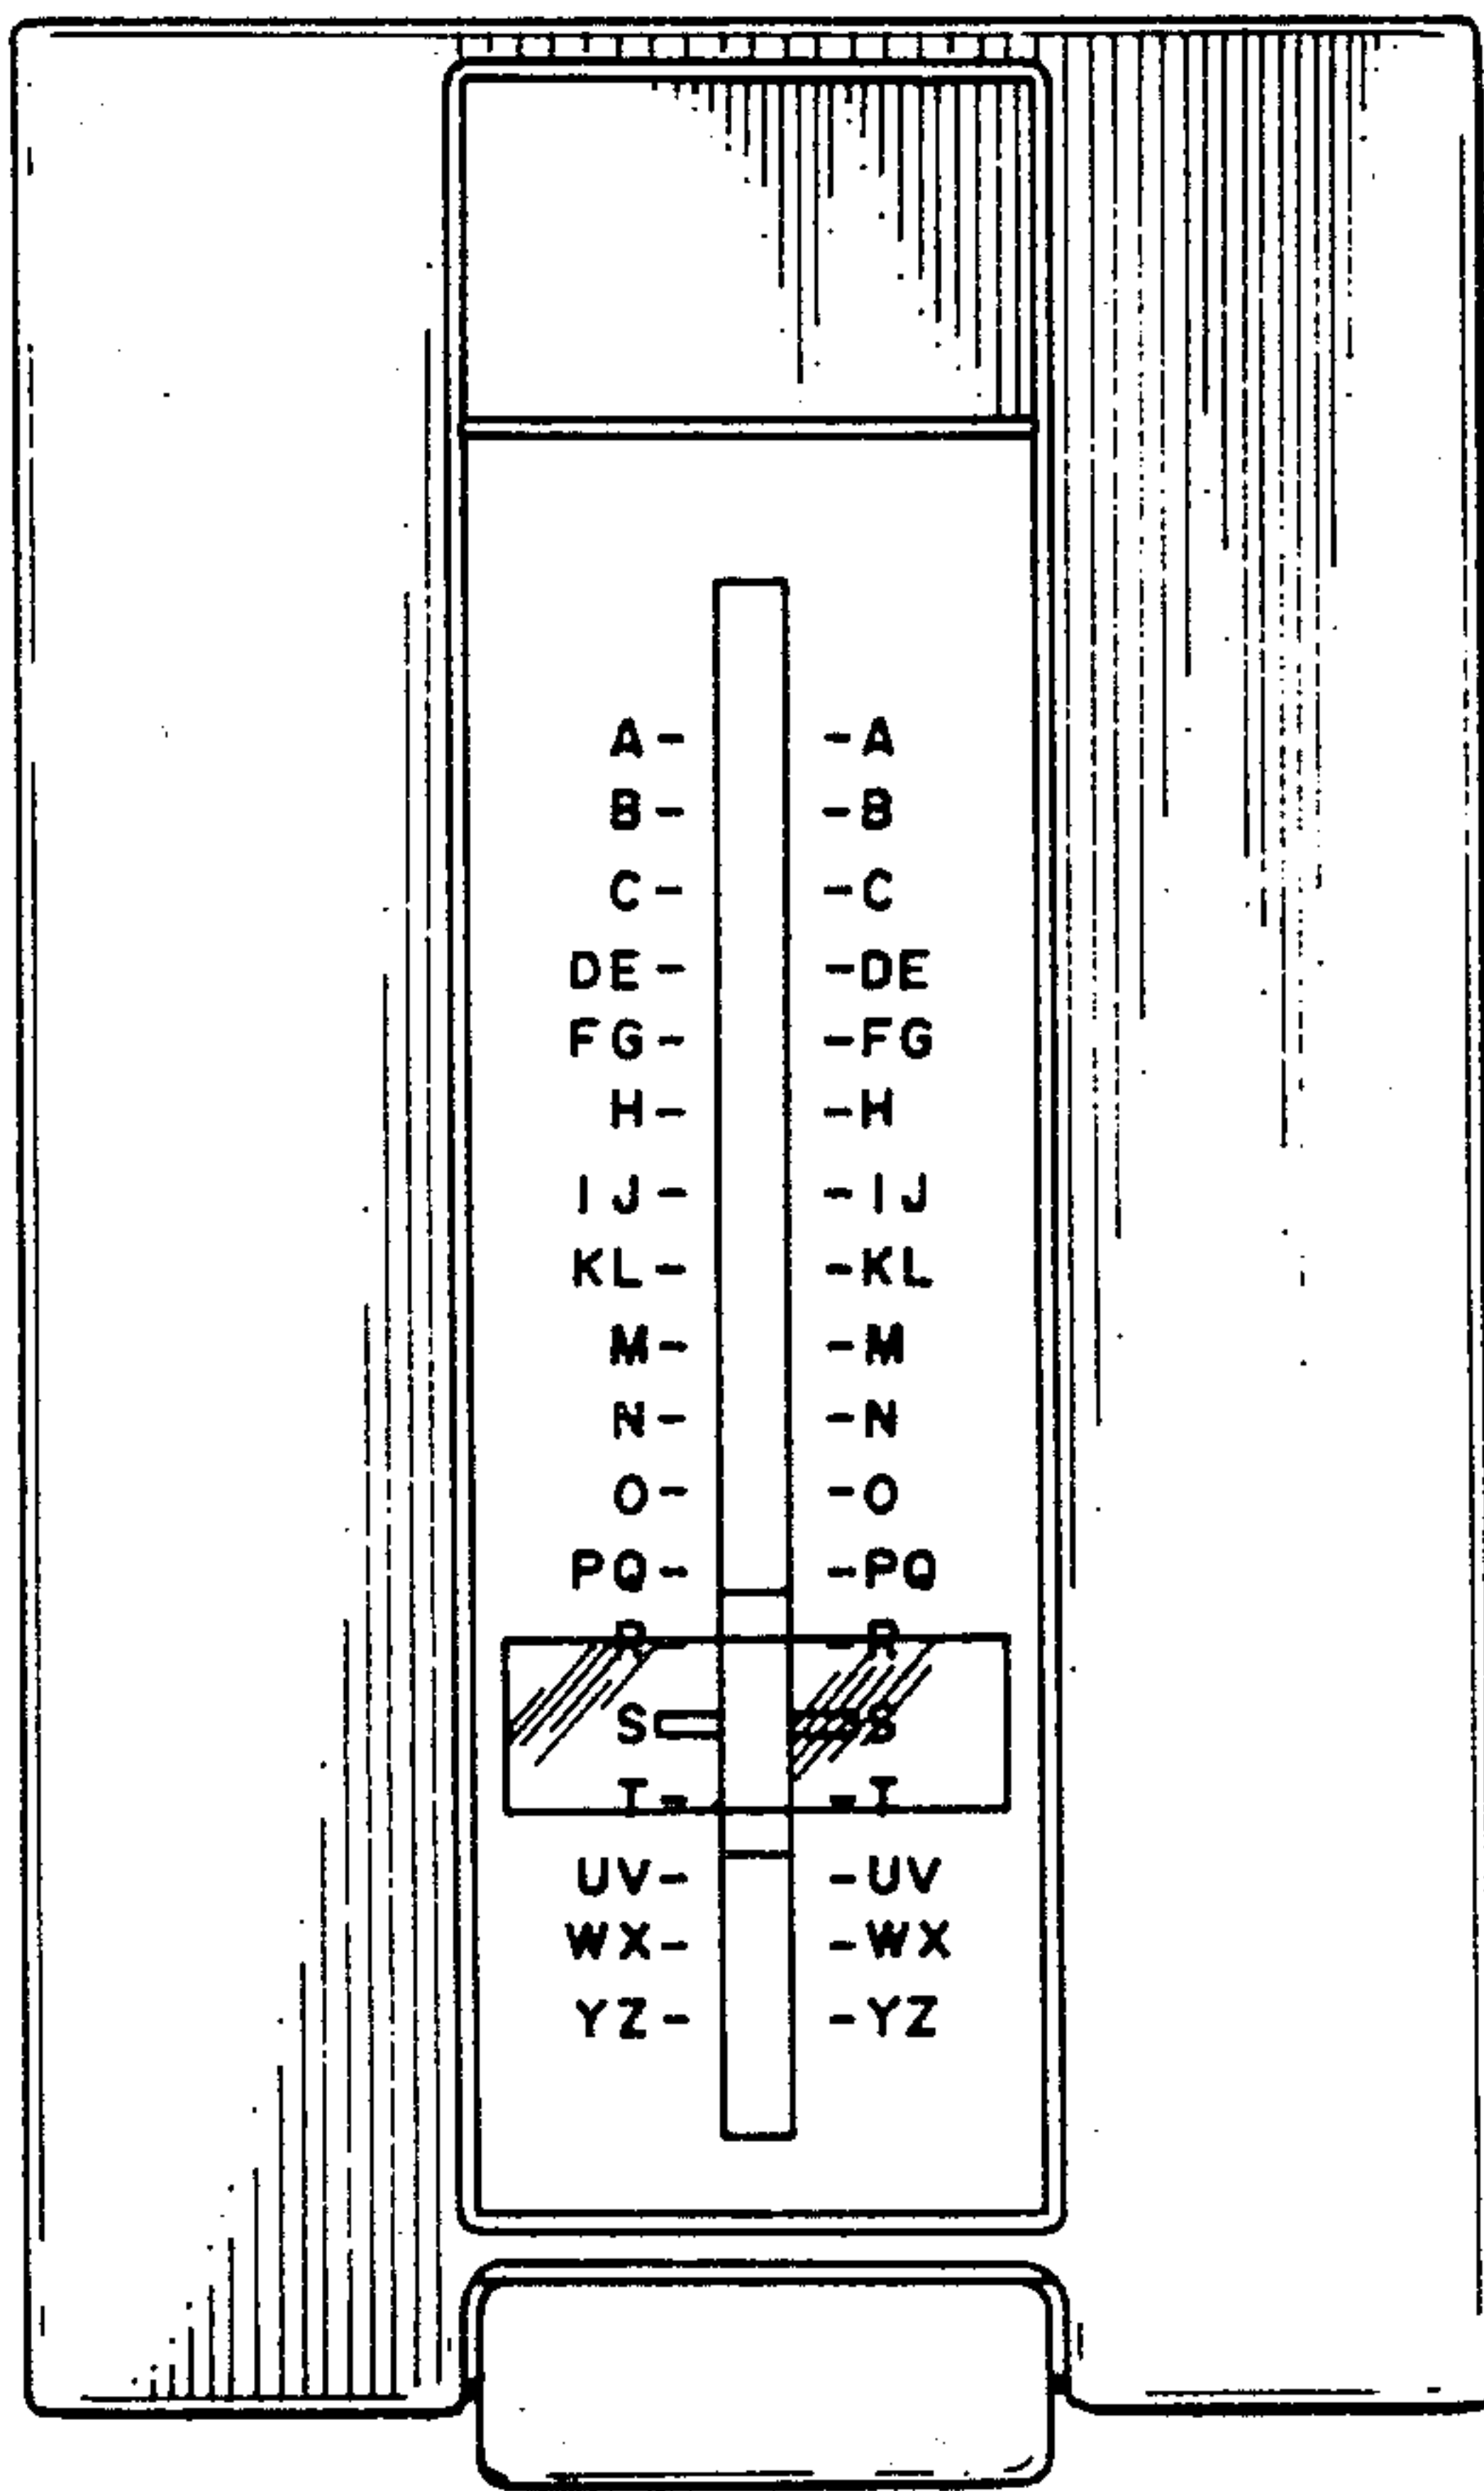 A- -A
B- -B
C- -C
DE- -DE
FG- -FG
H- -H
IJ- -IJ
KL- -KL
M- -M
N- -N
O- -O
PQ- -PQ
R- -R
S -S
T- -T
UV- -UV
WX- -WX
YZ- -YZ